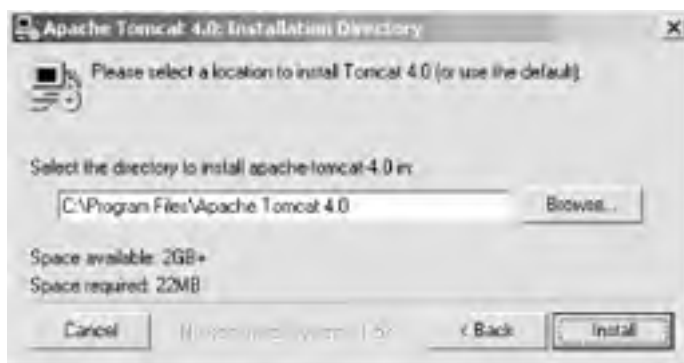 Apache Tomcat 4.0: Installation Directory
Please select a location to install Tomcat 4.0 (or use the default).
Select the directory to install apache-tomcat-4.0 in:
C:\Program Files\Apache Tomcat 4.0
Browse...
Space available: 2GB+
Space required: 22MB
Cancel
< Back
Install